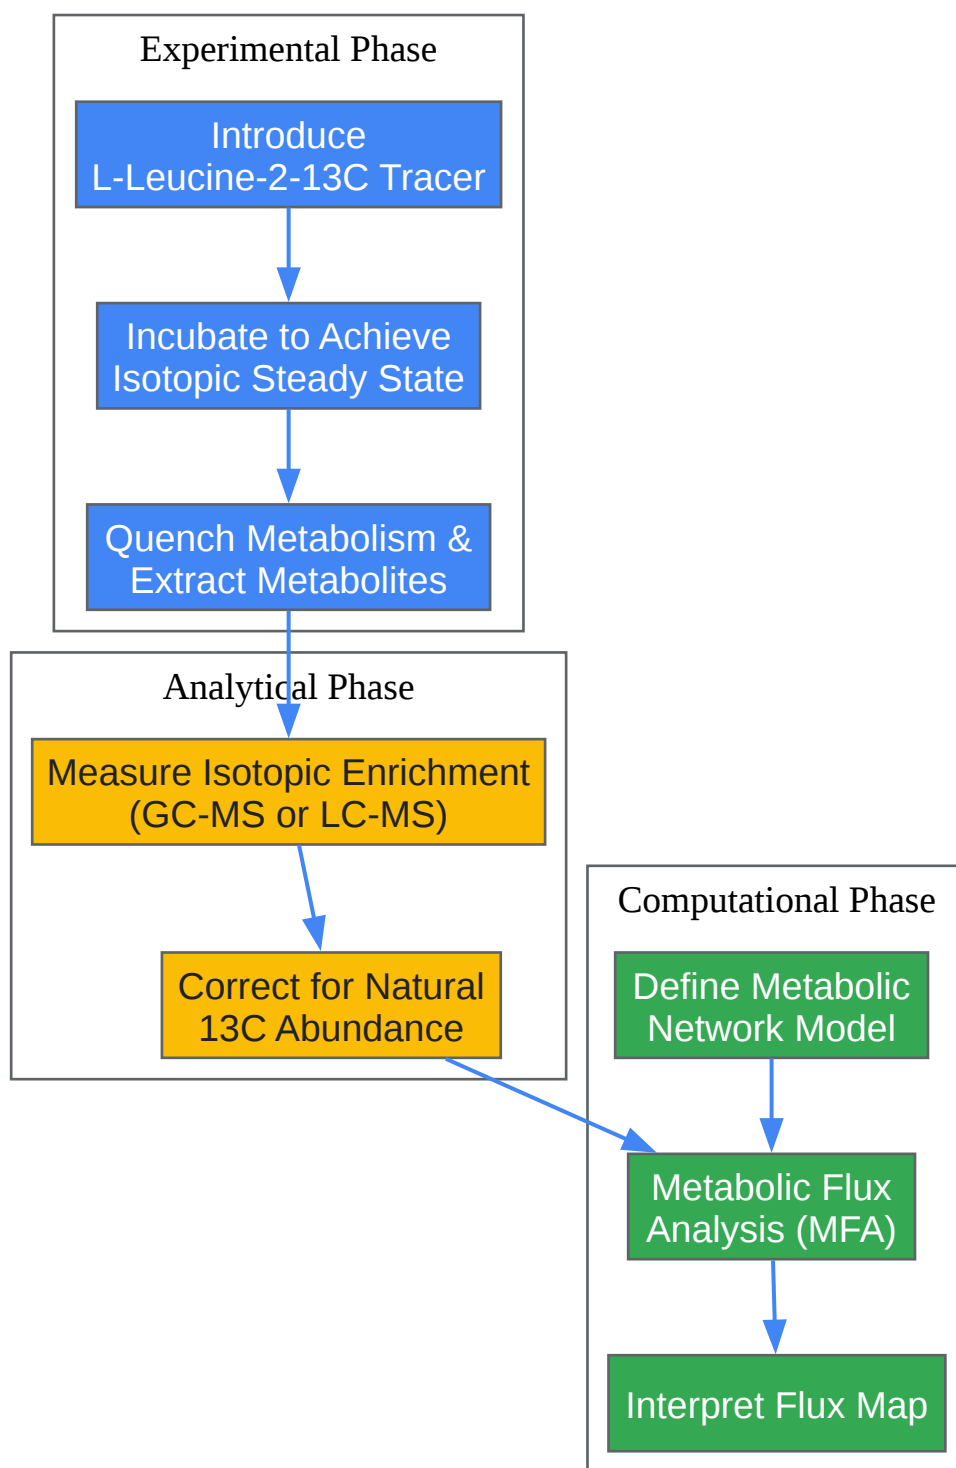 Experimental Phase
Introduce
L-Leucine-2-13C Tracer
Incubate to Achieve
Isotopic Steady State
Quench Metabolism &
Extract Metabolites
Analytical Phase
Measure Isotopic Enrichment
(GC-MS or LC-MS)
Correct for Natural
13C Abundance
Computational Phase
Define Metabolic
Network Model
Metabolic Flux
Analysis (MFA)
Interpret Flux Map